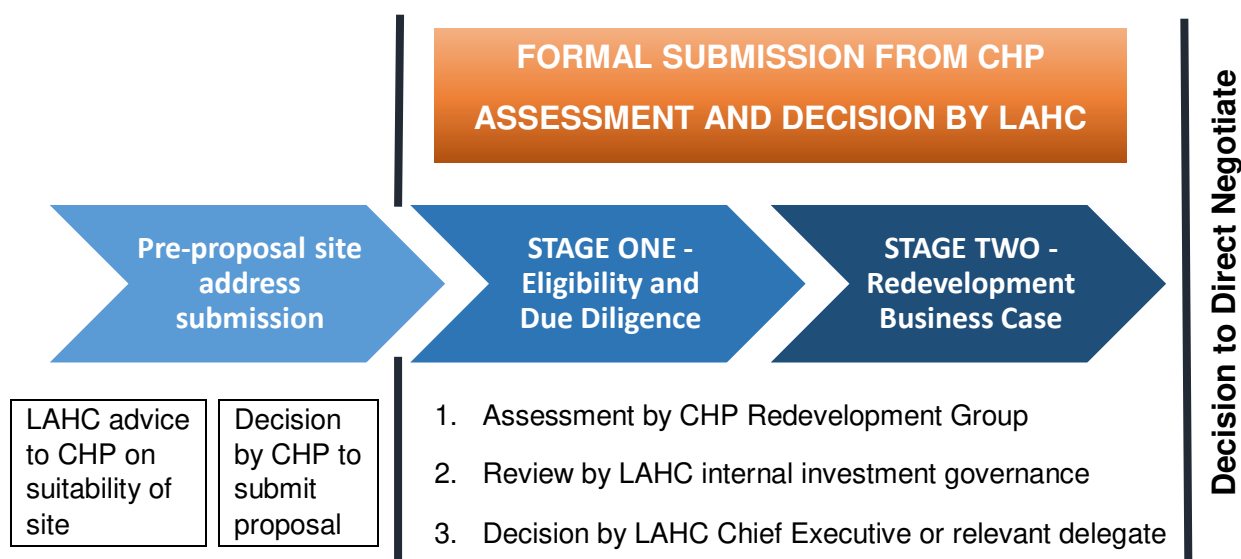 FORMAL SUBMISSION FROM CHP
ASSESSMENT AND DECISION BY LAHC
Pre-proposal site
address
submission
STAGE ONE -
Eligibility and
Due Diligence
STAGE TWO -
Redevelopment
Business Case
LAHC advice
to CHP on
suitability of
site
Decision
by CHP to
submit
proposal
1. Assessment by CHP Redevelopment Group
2. Review by LAHC internal investment governance
3. Decision by LAHC Chief Executive or relevant delegate
Decision to Direct Negotiate